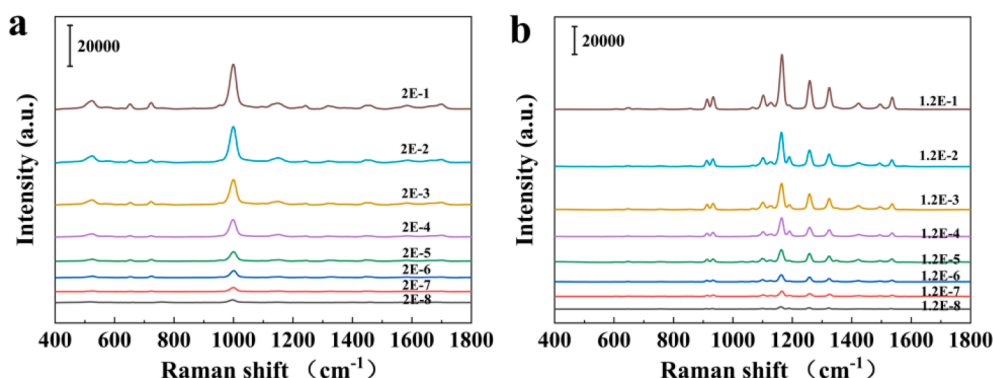 a
20000
2E-1
2E-2
2E-3
2E-4
2E-5
2E-6
2E-7
2E-8
Intensity (a.u.)
400 600 800 1000 1200 1400 1600 1800
Raman shift （cm-1）
b
20000
1.2E-1
1.2E-2
1.2E-3
1.2E-4
1.2E-5
1.2E-6
1.2E-7
1.2E-8
Intensity (a.u.)
400 600 800 1000 1200 1400 1600 1800
Raman shift （cm-1）